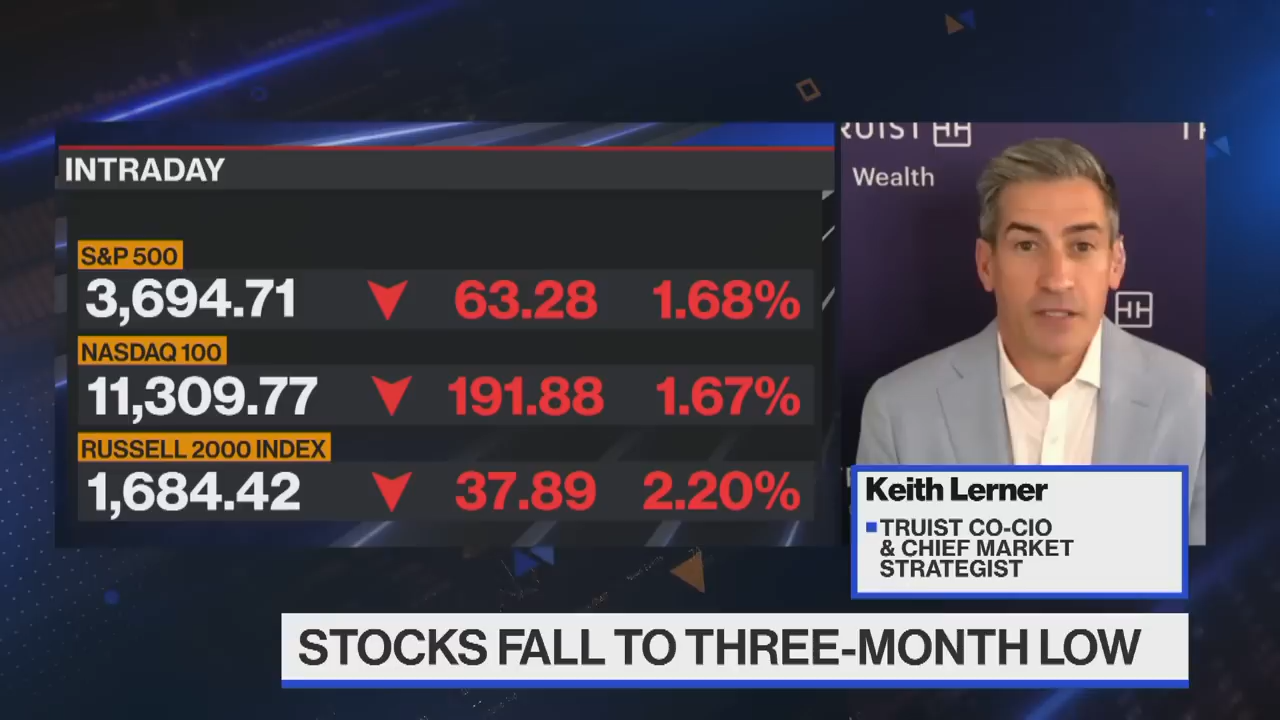 INTRADAY
S&P 500
3,694.71 63.28 1.68%
NASDAQ 100
11,309.77 191.88 1.67%
RUSSELL 2000 INDEX
1,684.42 37.89 2.20%
Wealth
Keith Lerner
TRUIST CO-CIO
& CHIEF MARKET
STRATEGIST
STOCKS FALL TO THREE-MONTH LOW